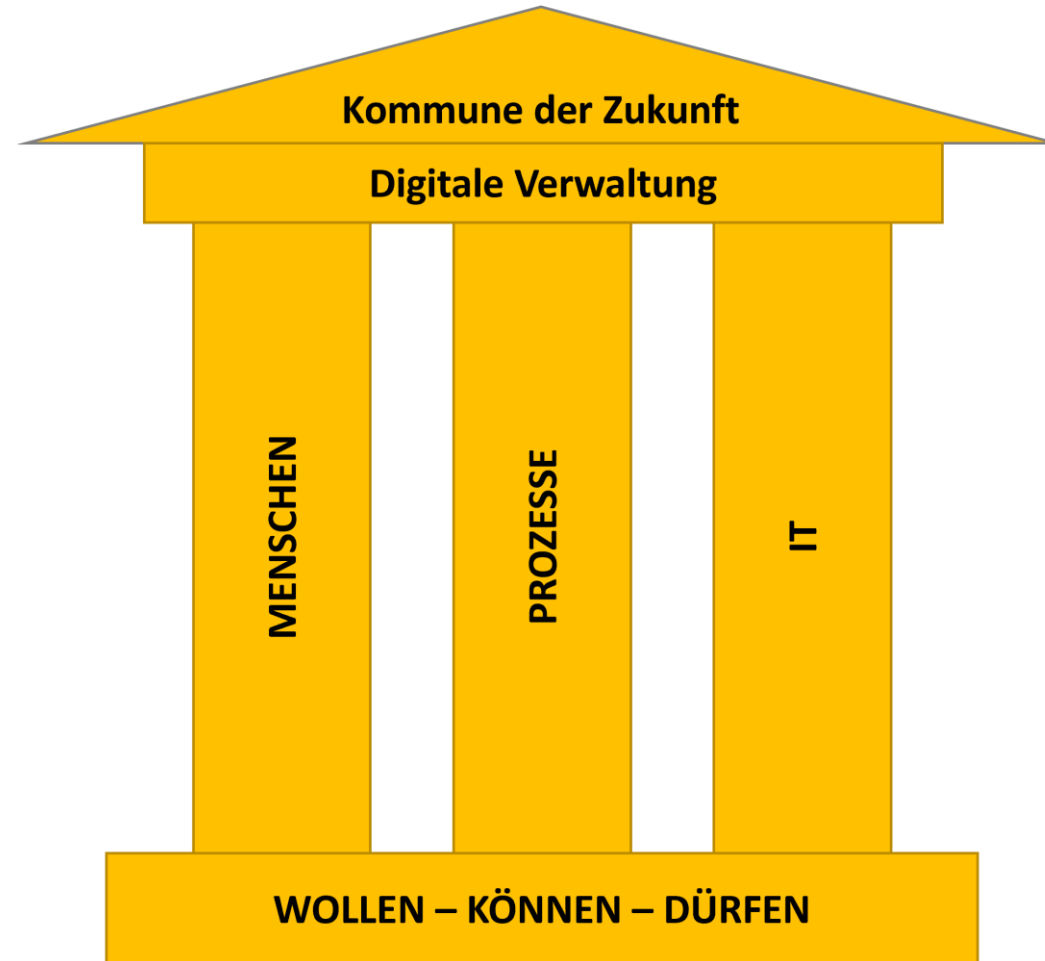 Kommune der Zukunft
Digitale Verwaltung
MENSCHEN
PROZESSE
IT
WOLLEN – KÖNNEN – DÜRFEN